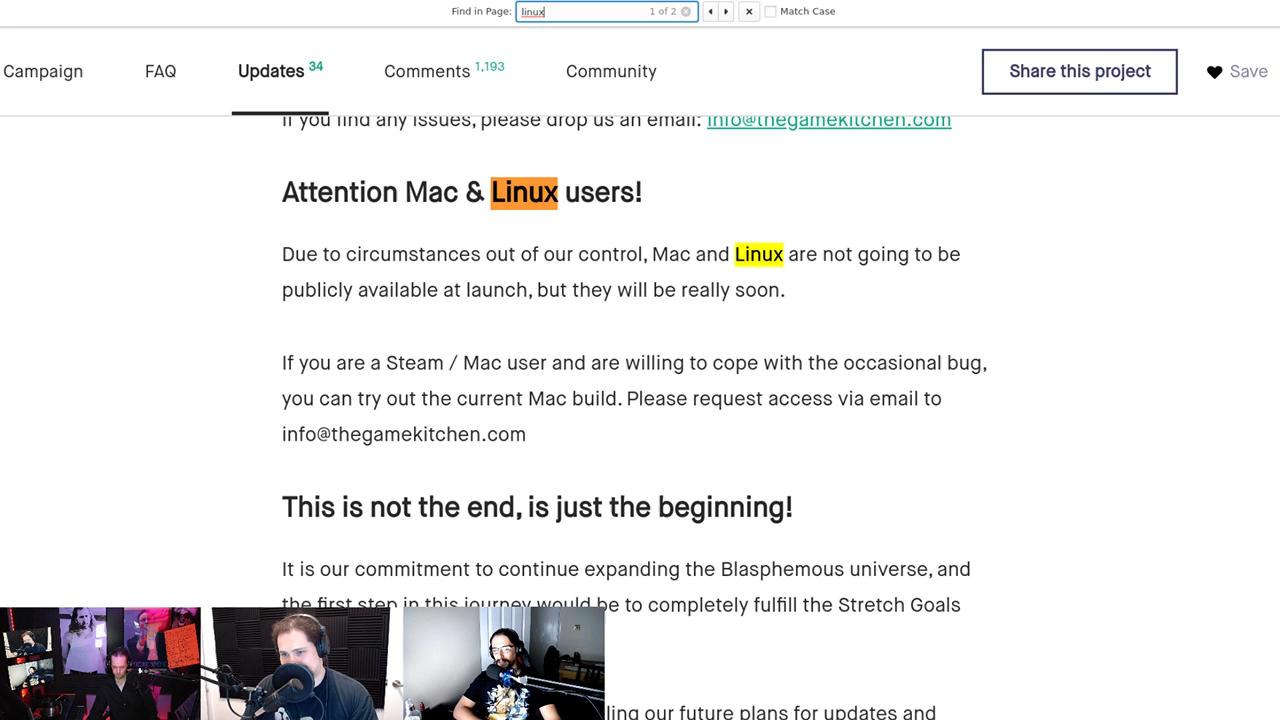 Find in Page: linux 1 of 2 Match Case
Campaign FAQ Updates 34 Comments 1,193 Community Share this project Save
If you find any issues, please drop us an email: info@thegamekitchen.com
Attention Mac & Linux users!
Due to circumstances out of our control, Mac and Linux are not going to be
publicly available at launch, but they will be really soon.
If you are a Steam / Mac user and are willing to cope with the occasional bug,
you can try out the current Mac build. Please request access via email to
info@thegamekitchen.com
This is not the end, is just the beginning!
It is our commitment to continue expanding the Blasphemous universe, and
the first step in this journey would be to completely fulfill the Stretch Goals
ling our future plans for updates and